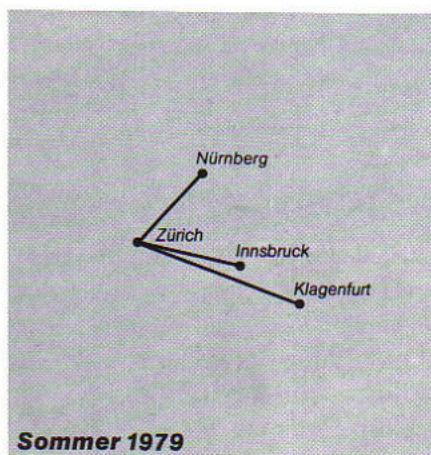 Nürnberg
Zürich
Innsbruck
Klagenfurt
Sommer 1979